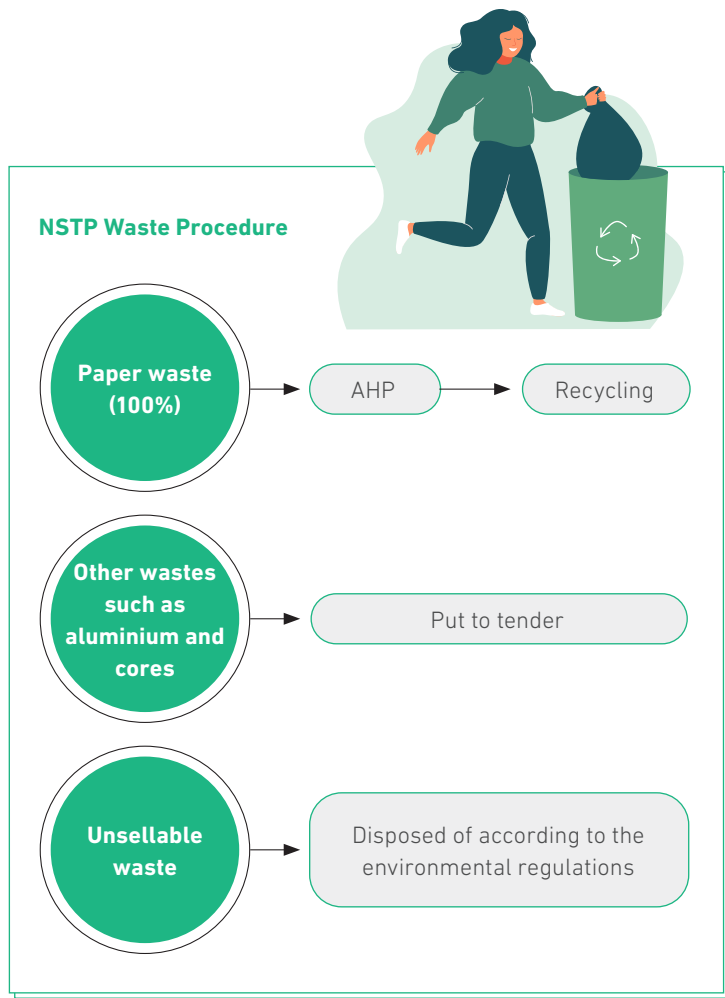 NSTP Waste Procedure
Paper waste
(100%)
AHP
Recycling
Other wastes
such as
aluminium and
cores
Put to tender
Unsellable
waste
Disposed of according to the
environmental regulations